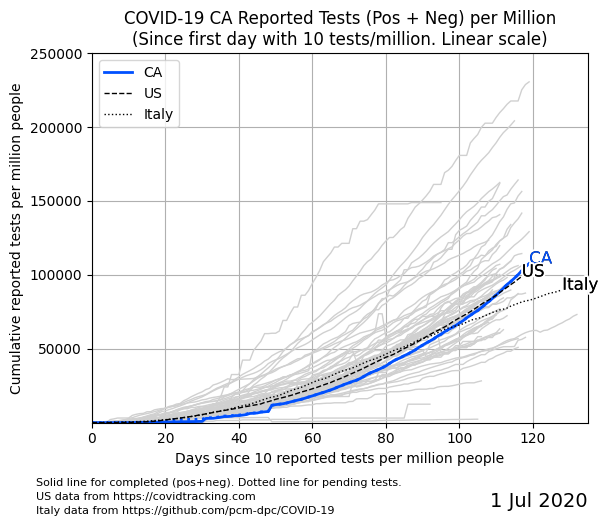 COVID-19 CA Reported Tests (Pos + Neg) per Million
(Since first day with 10 tests/million. Linear scale)
Cumulative reported tests per million people
250000
200000
150000
100000
50000
CA
US
Italy
CA
US
Italy
0 20 40 60 80 100 120
Days since 10 reported tests per million people
Solid line for completed (pos+neg). Dotted line for pending tests.
US data from https://covidtracking.com
Italy data from https://github.com/pcm-dpc/COVID-19
1 Jul 2020